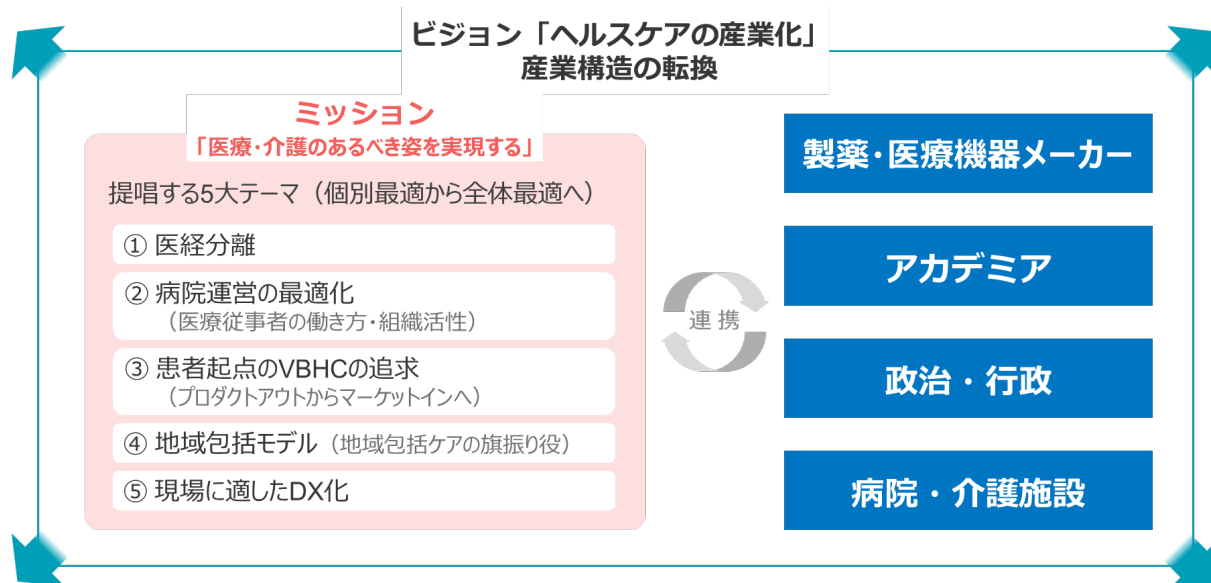 ビジョン「ヘルスケアの産業化」
産業構造の転換
ミッション
「医療・介護のあるべき姿を実現する」
提唱する5大テーマ（個別最適から全体最適へ）
① 医経分離
② 病院運営の最適化
（医療従事者の働き方・組織活性）
③ 患者起点のVBHCの追求
（プロダクトアウトからマーケットインへ）
④ 地域包括モデル（地域包括ケアの旗振り役）
⑤ 現場に適したDX化
連携
製薬・医療機器メーカー
アカデミア
政治・行政
病院・介護施設